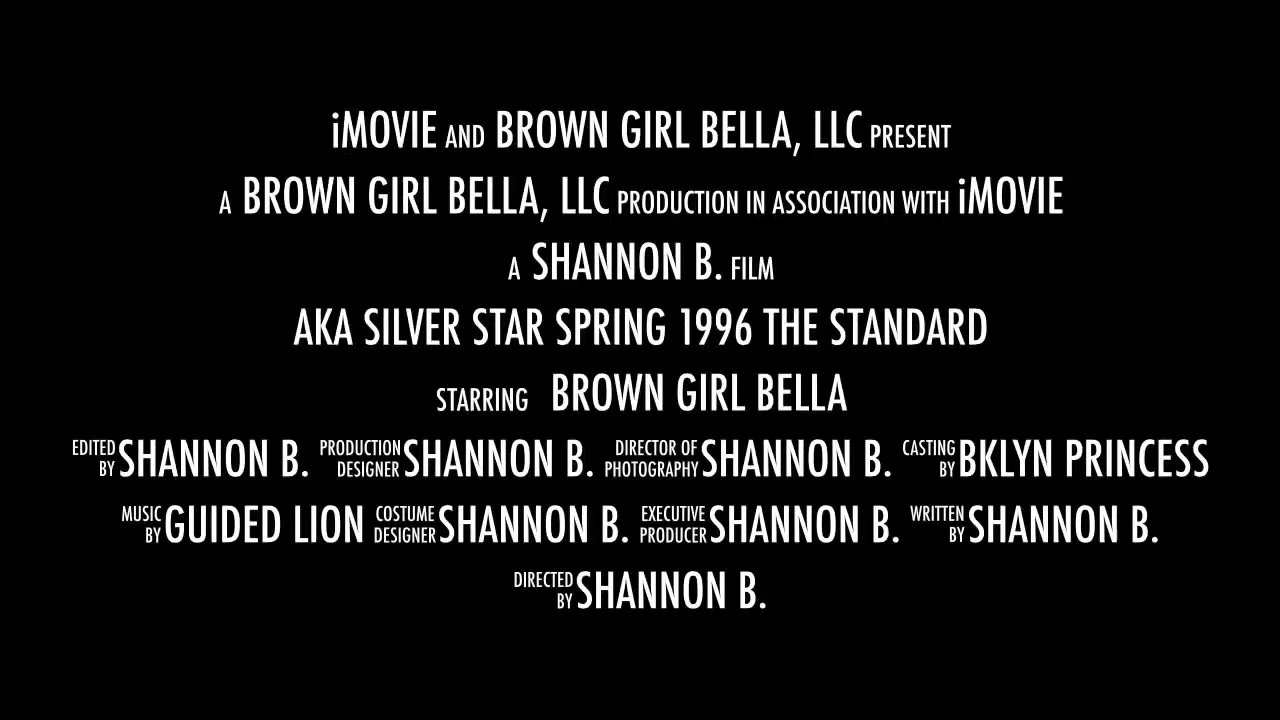 iMOVIE AND BROWN GIRL BELLA, LLC PRESENT
A BROWN GIRL BELLA, LLC PRODUCTION IN ASSOCIATION WITH iMOVIE
A SHANNON B. FILM
AKA SILVER STAR SPRING 1996 THE STANDARD
STARRING BROWN GIRL BELLA
EDITED BY SHANNON B. PRODUCTION DESIGNER SHANNON B. DIRECTOR OF PHOTOGRAPHY SHANNON B. CASTING BY BKLYN PRINCESS
MUSIC BY GUIDED LION COSTUME DESIGNER SHANNON B. EXECUTIVE PRODUCER SHANNON B. WRITTEN BY SHANNON B.
DIRECTED BY SHANNON B.